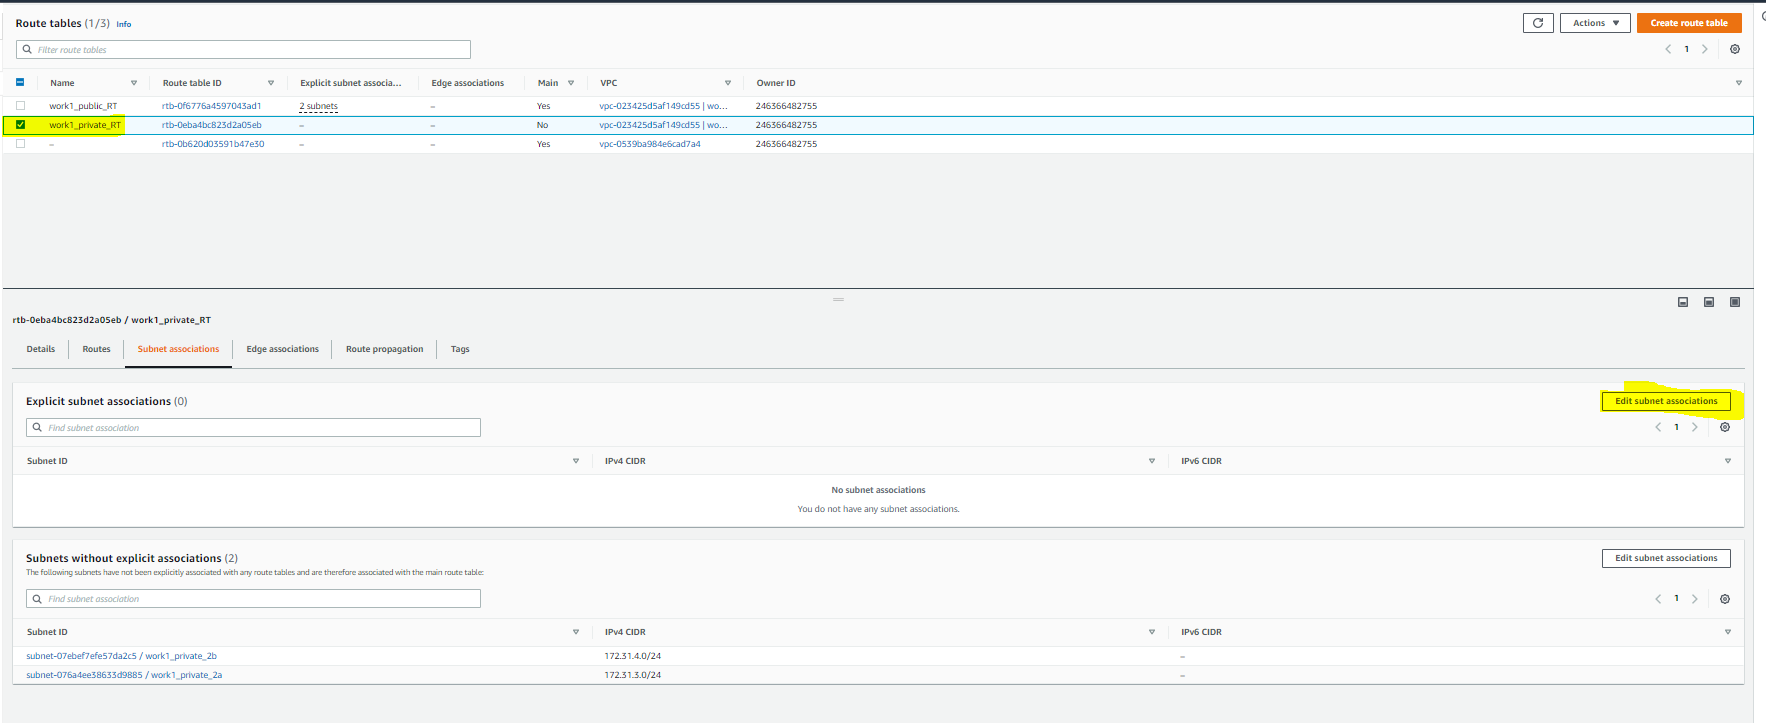 Route tables (1/3) Info
Actions
Create route table
Filter route tables
1
Name Route table ID Explicit subnet associa... Edge associations Main VPC Owner ID
work1_public_RT rtb-0f6776a4597043ad1 2 subnets – Yes vpc-023425d5af149cd55 | wo... 246366482755
work1_private_RT rtb-0eba4bc823d2a05eb – – No vpc-023425d5af149cd55 | wo... 246366482755
– rtb-0b620d03591b47e30 – – Yes vpc-0539ba984e6cad7a4 246366482755
rtb-0eba4bc823d2a05eb / work1_private_RT
Details Routes Subnet associations Edge associations Route propagation Tags
Explicit subnet associations (0)
Edit subnet associations
Find subnet association
1
Subnet ID IPv4 CIDR IPv6 CIDR
No subnet associations
You do not have any subnet associations.
Subnets without explicit associations (2)
Edit subnet associations
The following subnets have not been explicitly associated with any route tables and are therefore associated with the main route table:
Find subnet association
1
Subnet ID IPv4 CIDR IPv6 CIDR
subnet-07ebef7efe57da2c5 / work1_private_2b 172.31.4.0/24 –
subnet-076a4ee38633d9885 / work1_private_2a 172.31.3.0/24 –